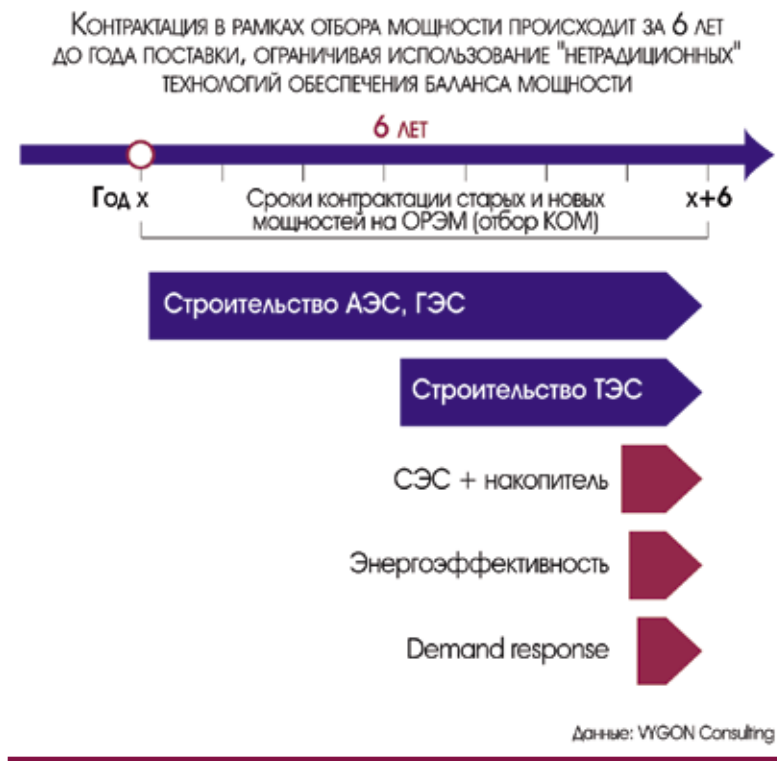 Контрактация в рамках отбора мощности происходит за 6 лет
до года поставки, ограничивая использование "нетрадиционных"
технологий обеспечения баланса мощности
6 лет
Год x
Сроки контрактации старых и новых
x+6
мощностей на ОРЭМ (отбор КОМ)
Строительство АЭС, ГЭС
Строительство ТЭС
СЭС + накопитель
Энергоэффективность
Demand response
Данные: VYGON Consulting